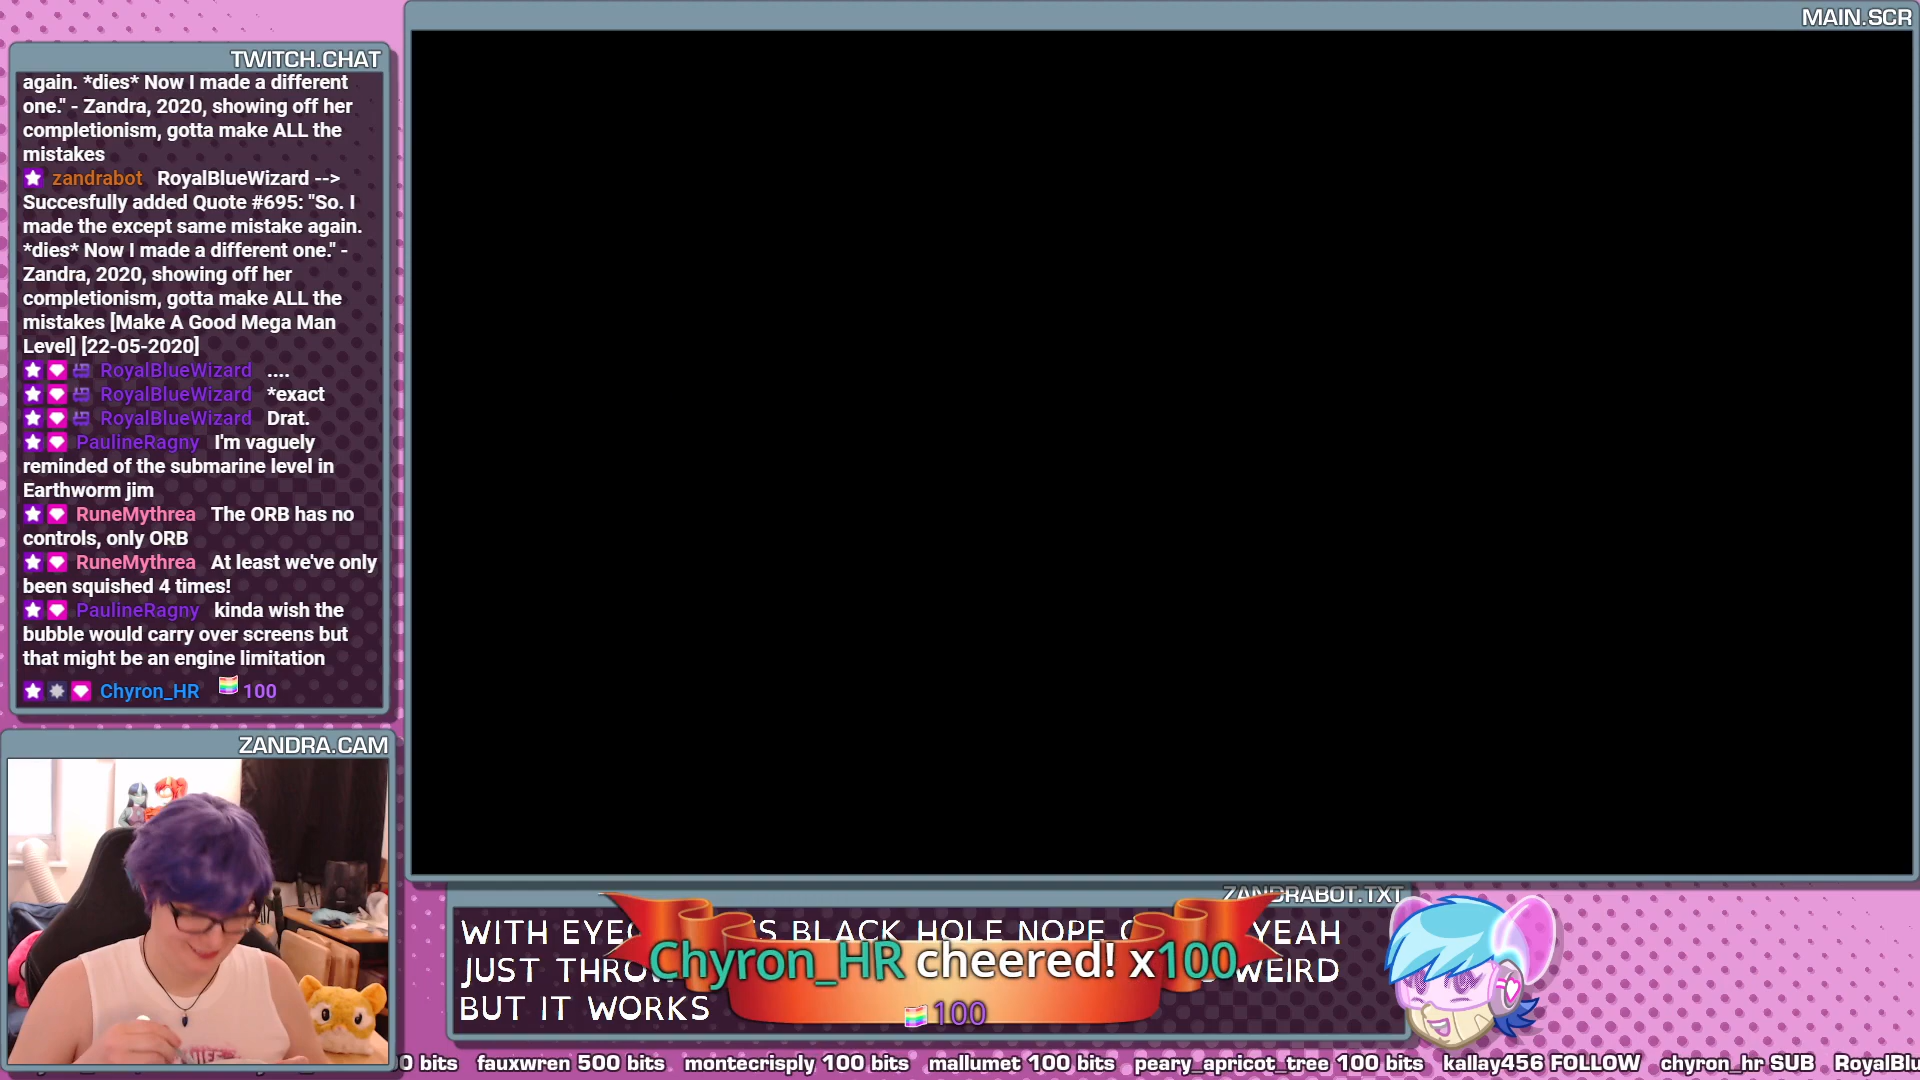 MAIN.SCR
TWITCH.CHAT
again. *dies* Now I made a different
one." - Zandra, 2020, showing off her
completionism, gotta make ALL the
mistakes
zandrabot RoyalBlueWizard -->
Succesfully added Quote #695: "So. I
made the except same mistake again.
*dies* Now I made a different one." -
Zandra, 2020, showing off her
completionism, gotta make ALL the
mistakes [Make A Good Mega Man
Level] [22-05-2020]
RoyalBlueWizard ....
RoyalBlueWizard *exact
RoyalBlueWizard Drat.
PaulineRagny I'm vaguely
reminded of the submarine level in
Earthworm jim
RuneMythrea The ORB has no
controls, only ORB
RuneMythrea At least we've only
been squished 4 times!
PaulineRagny kinda wish the
bubble would carry over screens but
that might be an engine limitation
Chyron_HR 100
ZANDRA.CAM
ZANDRABOT.TXT
WITH BLACK HOLE NOPE YEAH
JUST WEIRD
BUT IT WORKS
Chyron_HR cheered! x100
100
0 bits fauxwren 500 bits montecrisply 100 bits mallumet 100 bits peary_apricot_tree 100 bits kallay456 FOLLOW chyron_hr SUB